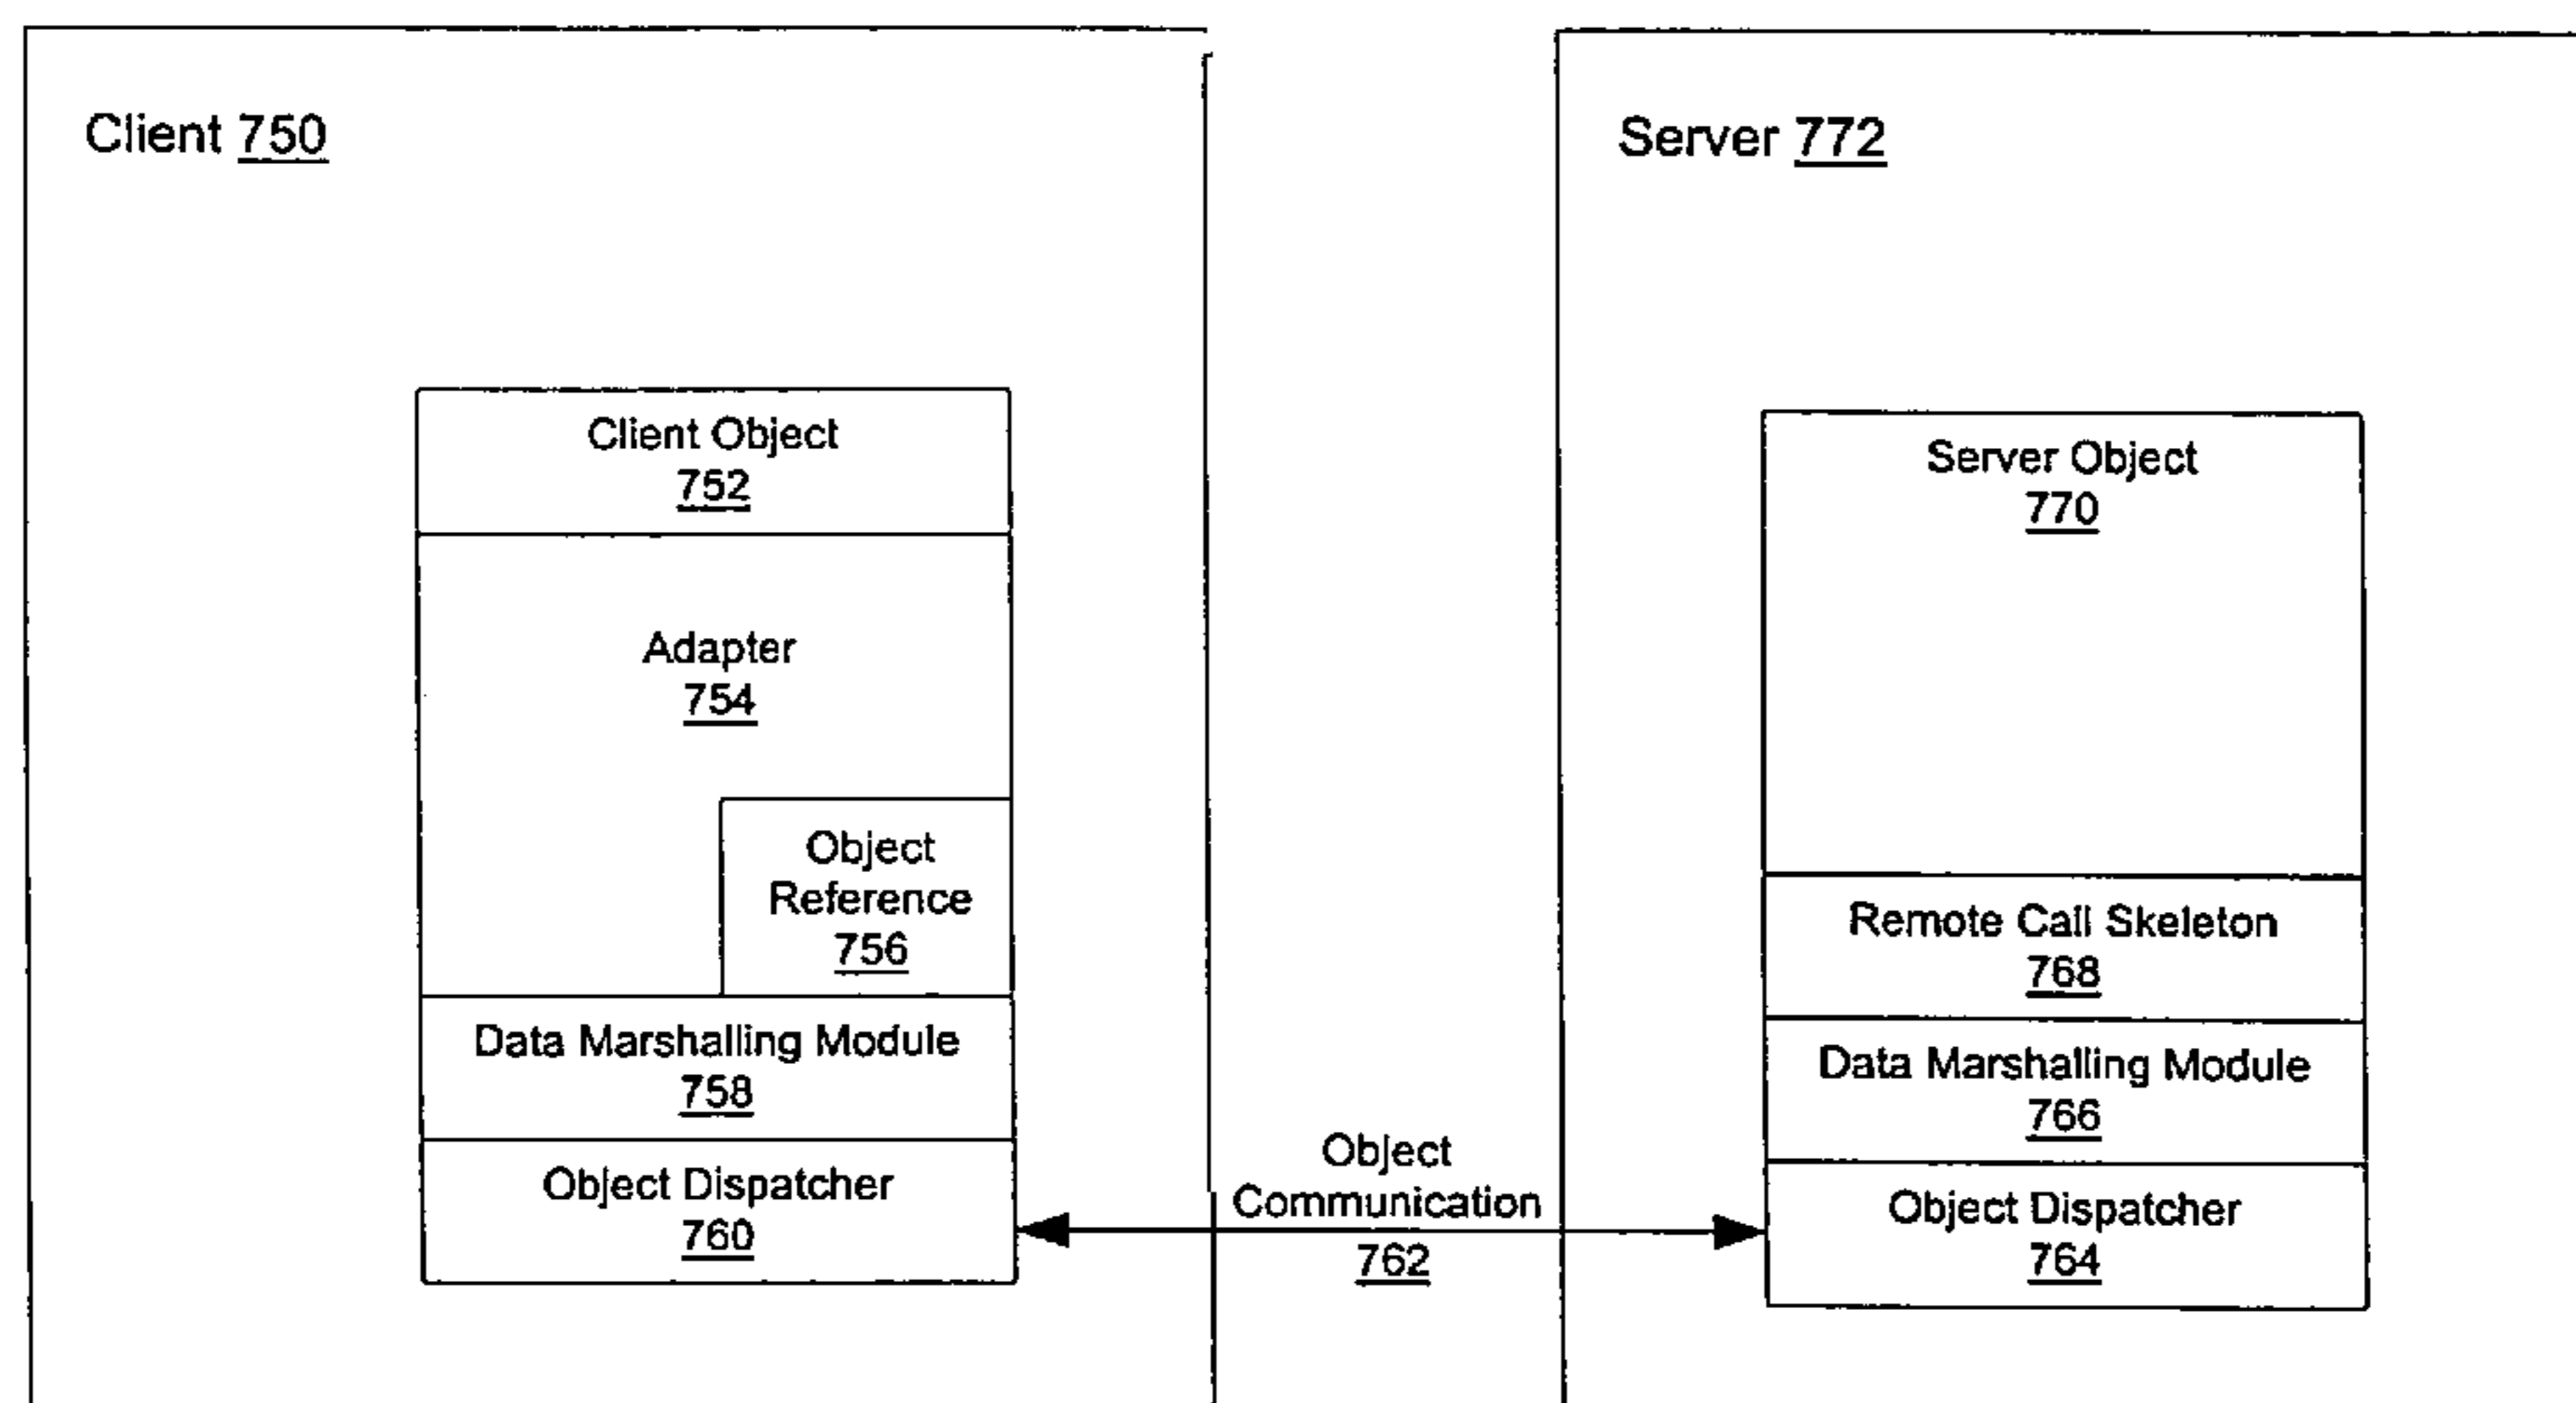 Client 750
Client Object
752
Adapter
754
Object
Reference
756
Data Marshalling Module
758
Object Dispatcher
760
Object
Communication
762
Server 772
Server Object
770
Remote Call Skeleton
768
Data Marshalling Module
766
Object Dispatcher
764